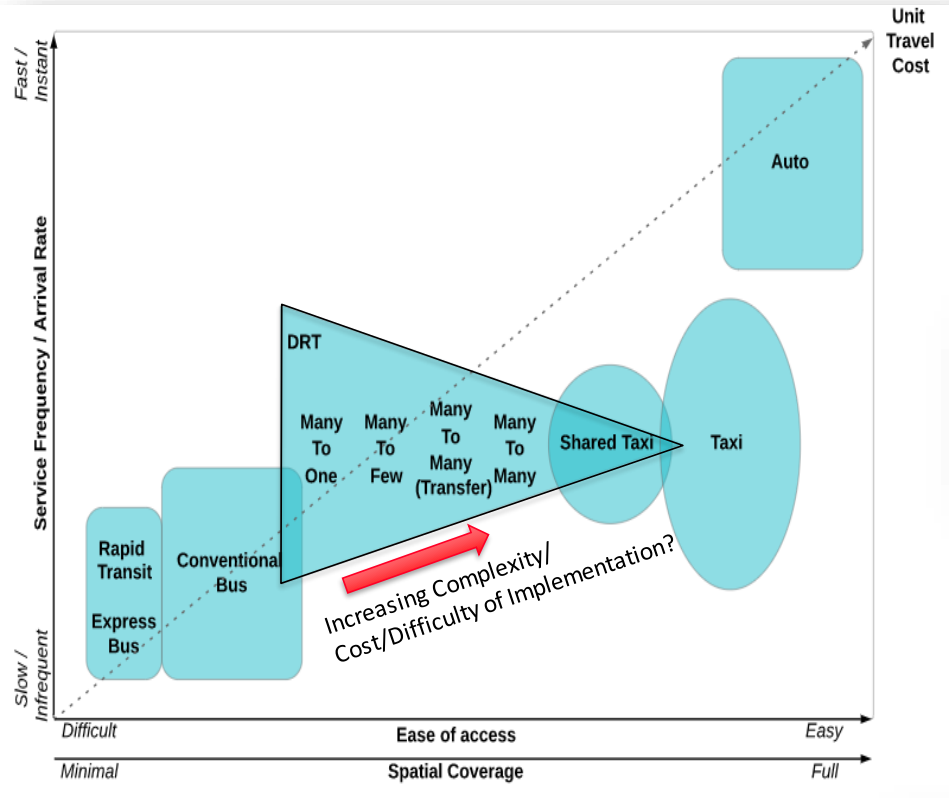 Unit
Travel
Cost
Fast /
Instant
Service Frequency / Arrival Rate
Slow /
Infrequent
Auto
DRT
Many
To
One
Many
To
Few
Many
To
Many
(Transfer)
Many
To
Many
Shared Taxi
Taxi
Rapid
Transit
Express
Bus
Conventional
Bus
Increasing Complexity/
Cost/Difficulty of Implementation?
Difficult
Ease of access
Easy
Minimal
Spatial Coverage
Full